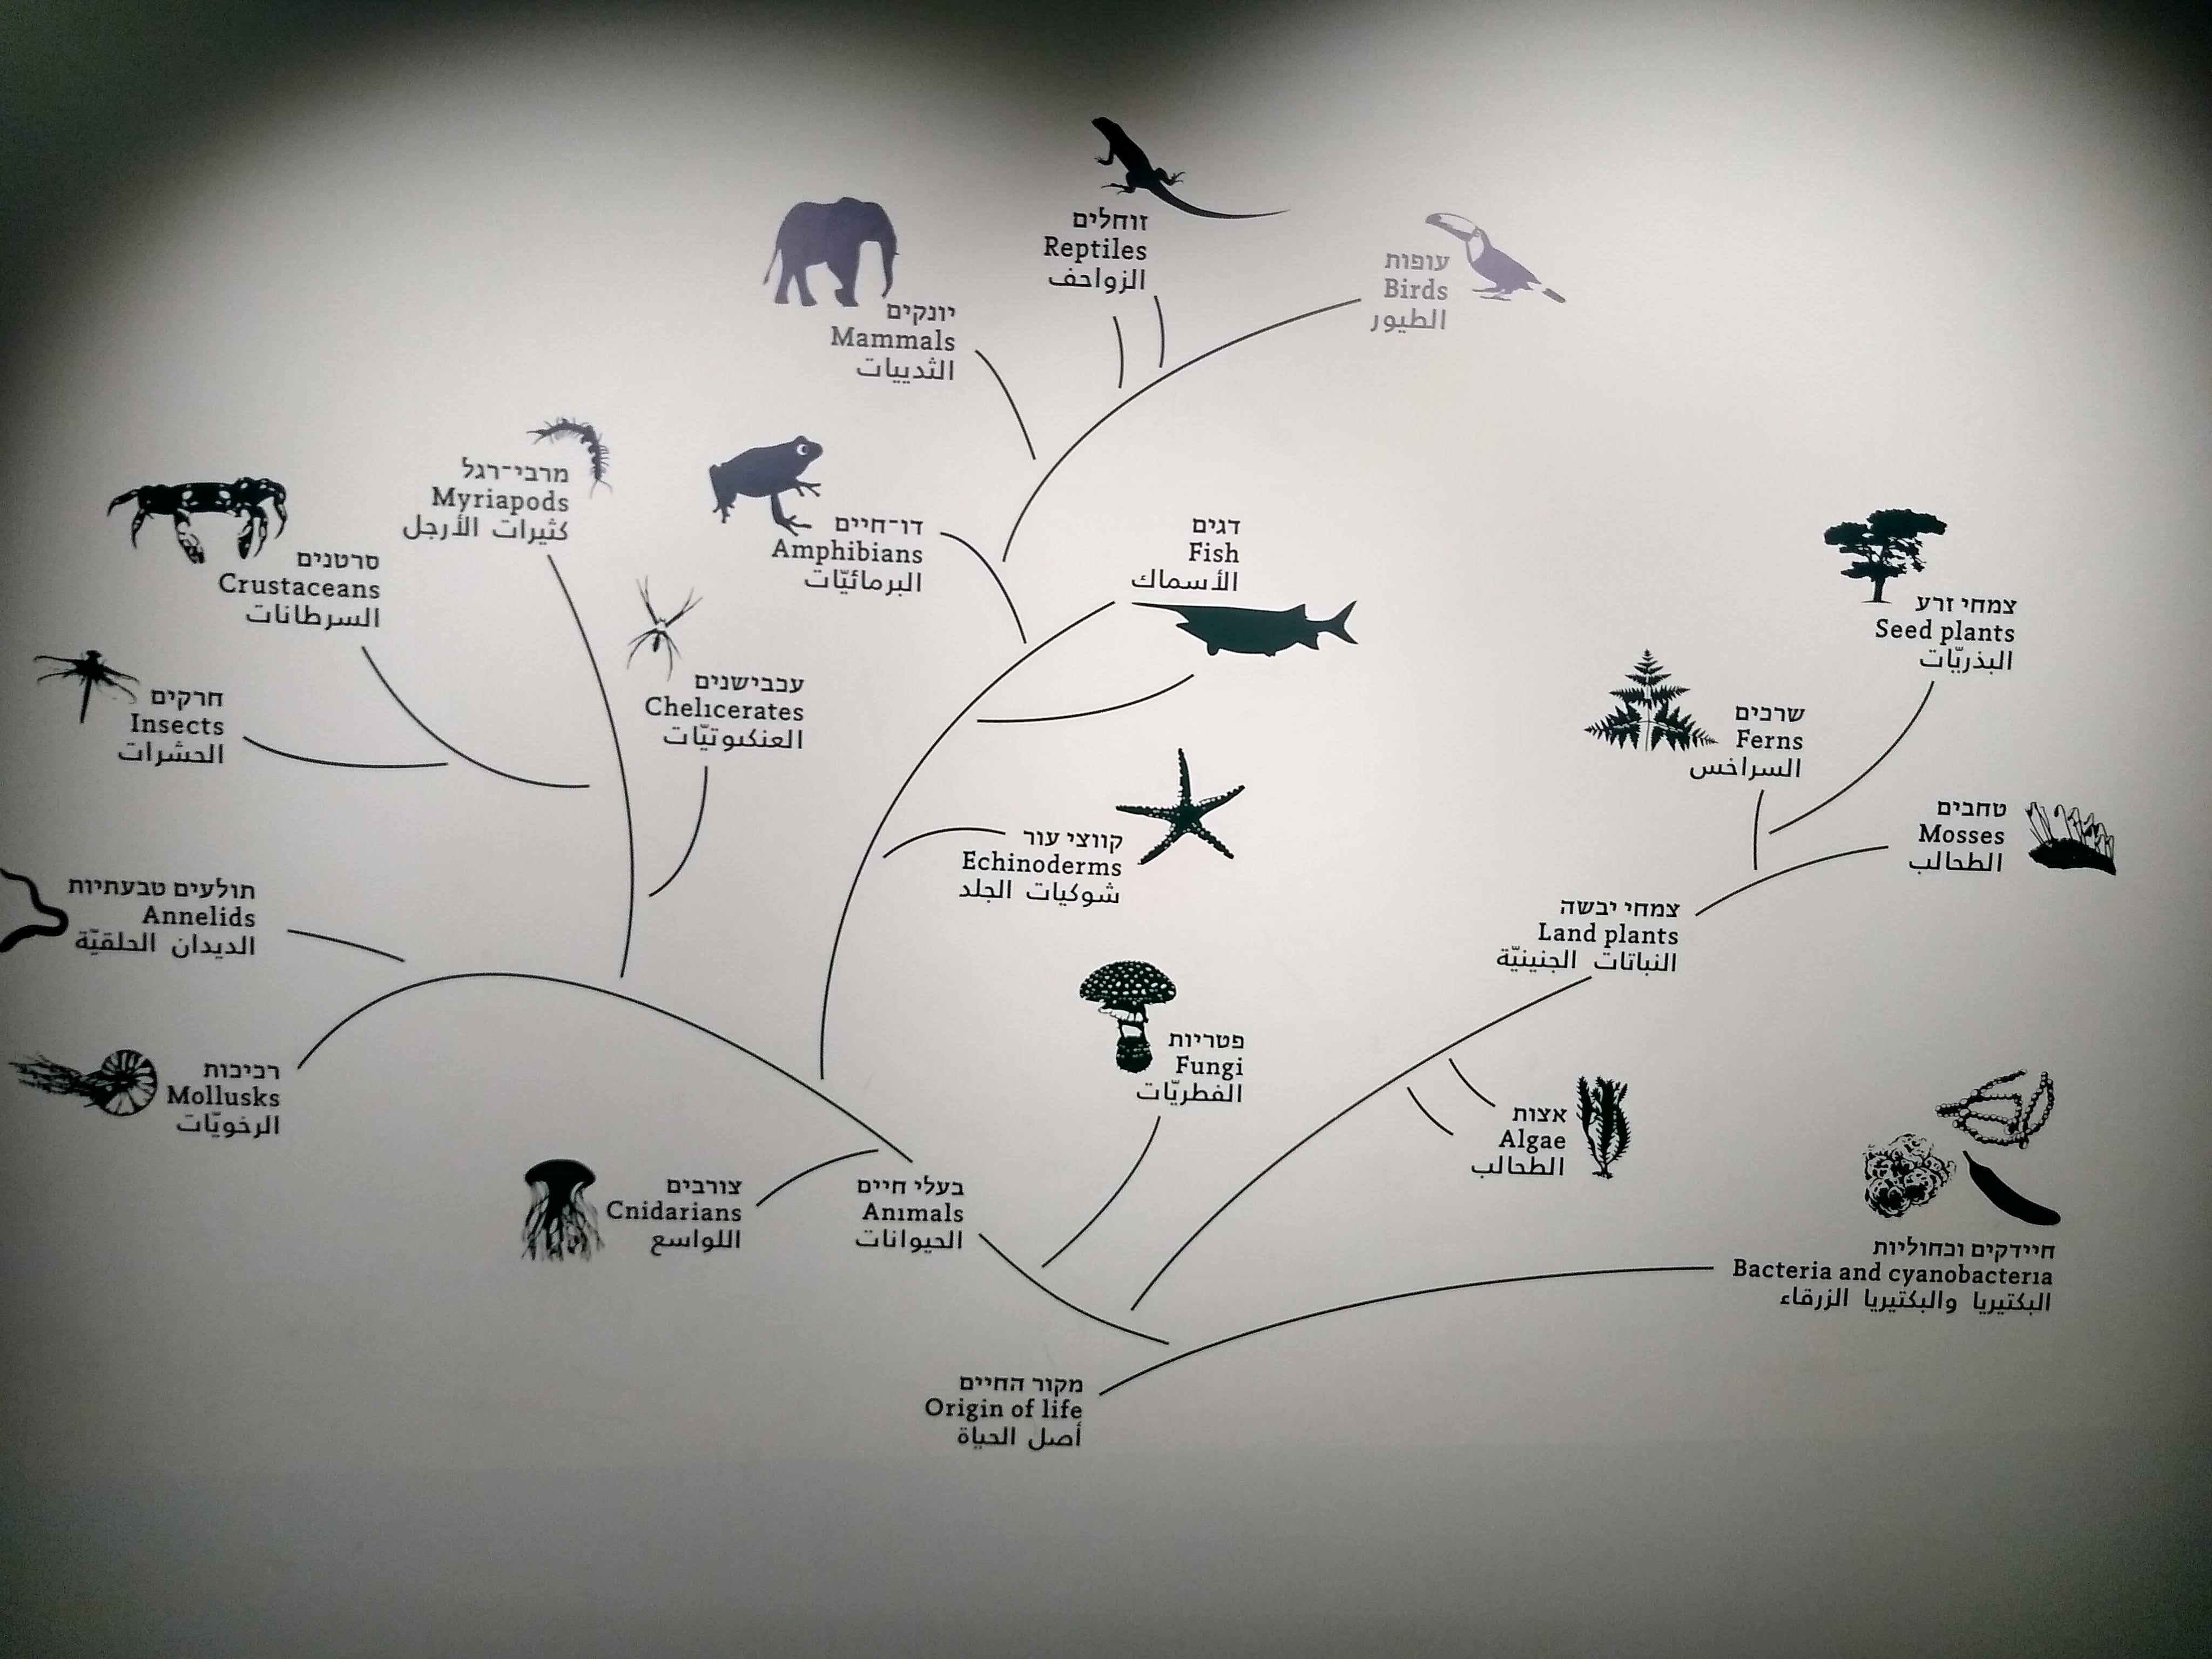 זוחלים
Reptiles
الزواحف
עופות
Birds
الطيور
יונקים
Mammals
الثدييات
מרבי־רגל
Myriapods
كثيرات الأرجل
דו־חיים
Amphibians
البرمائيّات
דגים
Fish
الأسماك
סרטנים
Crustaceans
السرطانات
צמחי זרע
Seed plants
البذريّات
חרקים
Insects
الحشرات
עכבישנים
Chelicerates
العنكبوتيّات
שרכים
Ferns
السراخس
טחבים
Mosses
الطحالب
קווצי עור
Echinoderms
شوكيات الجلد
תולעים טבעתיות
Annelids
الديدان الحلقيّة
צמחי יבשה
Land plants
النباتات الجنينيّة
רכיכות
Mollusks
الرخويّات
פטריות
Fungi
الفطريّات
אצות
Algae
الطحالب
צורבים
Cnidarians
اللواسع
בעלי חיים
Animals
الحيوانات
חיידקים וכחוליות
Bacteria and cyanobacteria
البكتيريا والبكتيريا الزرقاء
מקור החיים
Origin of life
أصل الحياة